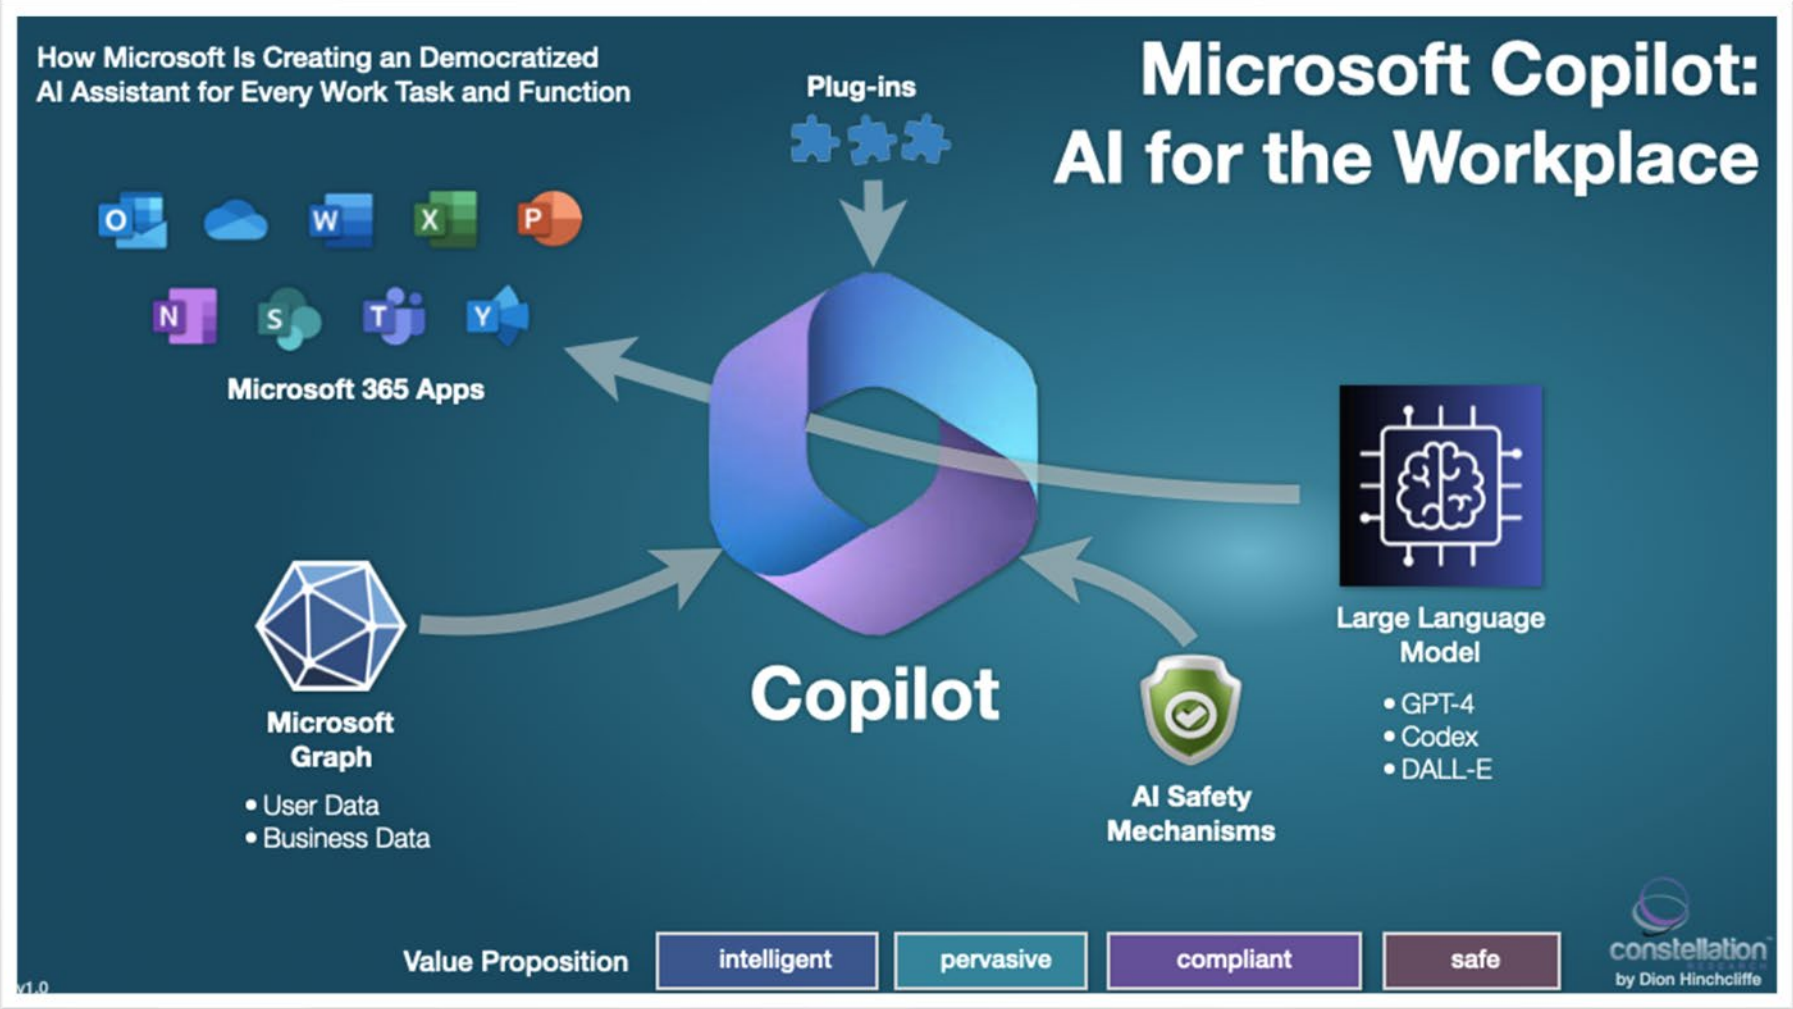 How Microsoft Is Creating an Democratized
AI Assistant for Every Work Task and Function
Microsoft Copilot:
AI for the Workplace
Plug-ins
O
W
X
P
N
S
T
Y
Microsoft 365 Apps
Large Language
Model
• GPT-4
• Codex
• DALL-E
Copilot
Microsoft
Graph
• User Data
• Business Data
AI Safety
Mechanisms
Value Proposition
intelligent
pervasive
compliant
safe
constellation
RESEARCH
by Dion Hinchcliffe
v1.0